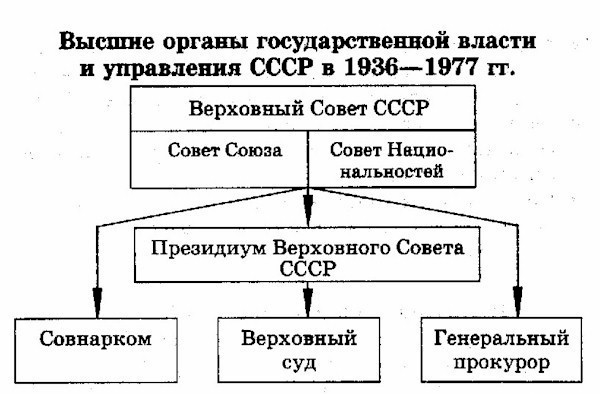 Высшие органы государственной власти
и управления СССР в 1936—1977 гг.
Верховный Совет СССР
Совет Союза
Совет Нацио-
нальностей
Президиум Верховного Совета
СССР
Совнарком
Верховный
суд
Генеральный
прокурор